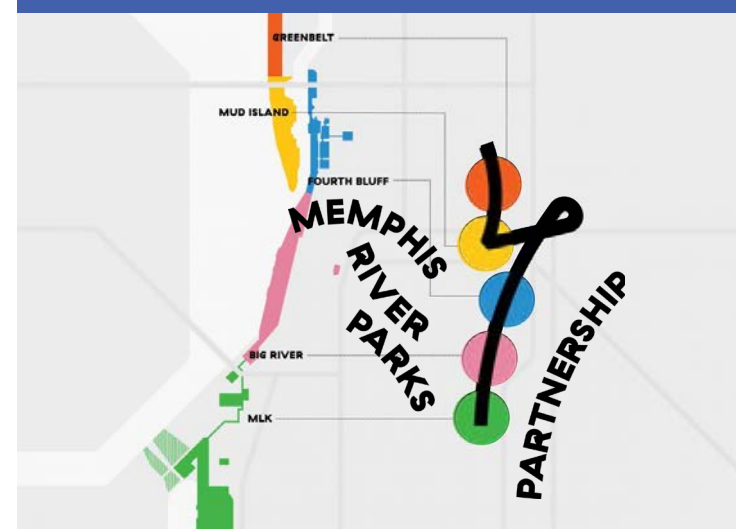 GREENBELT
MUD ISLAND
FOURTH BLUFF
MEMPHIS
RIVER
PARKS
PARTNERSHIP
BIG RIVER
MLK